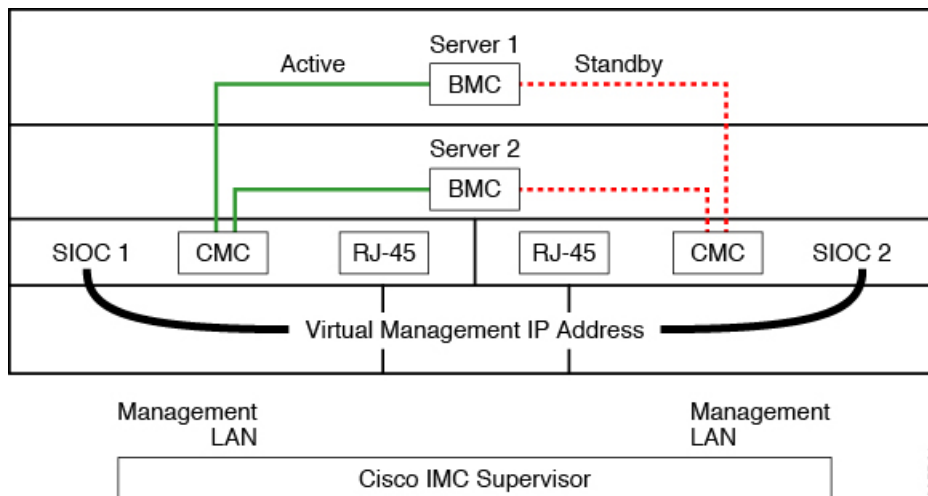 Server 1
Active
BMC
Standby
Server 2
BMC
SIOC 1
CMC
RJ-45
RJ-45
CMC
SIOC 2
Virtual Management IP Address
Management
LAN
Management
LAN
Cisco IMC Supervisor